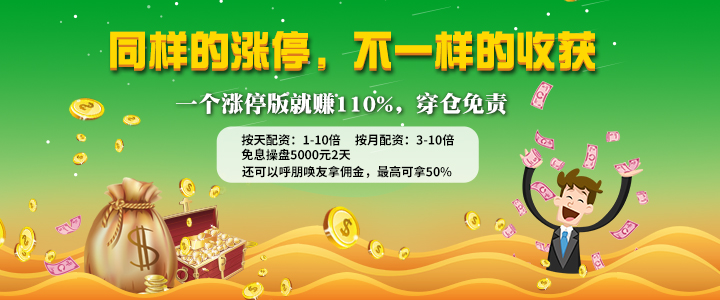 同样的涨停，不一样的收获
一个涨停版就赚110%，穿仓免责
按天配资：1-10倍 按月配资：3-10倍
免息操盘5000元2天
还可以呼朋唤友拿佣金，最高可拿50%